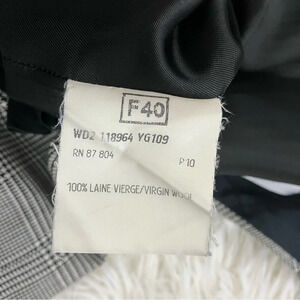 F40
WD2 118964 YG109
RN 87 804 P10
100% LAINE VIERGE/VIRGIN WOOL